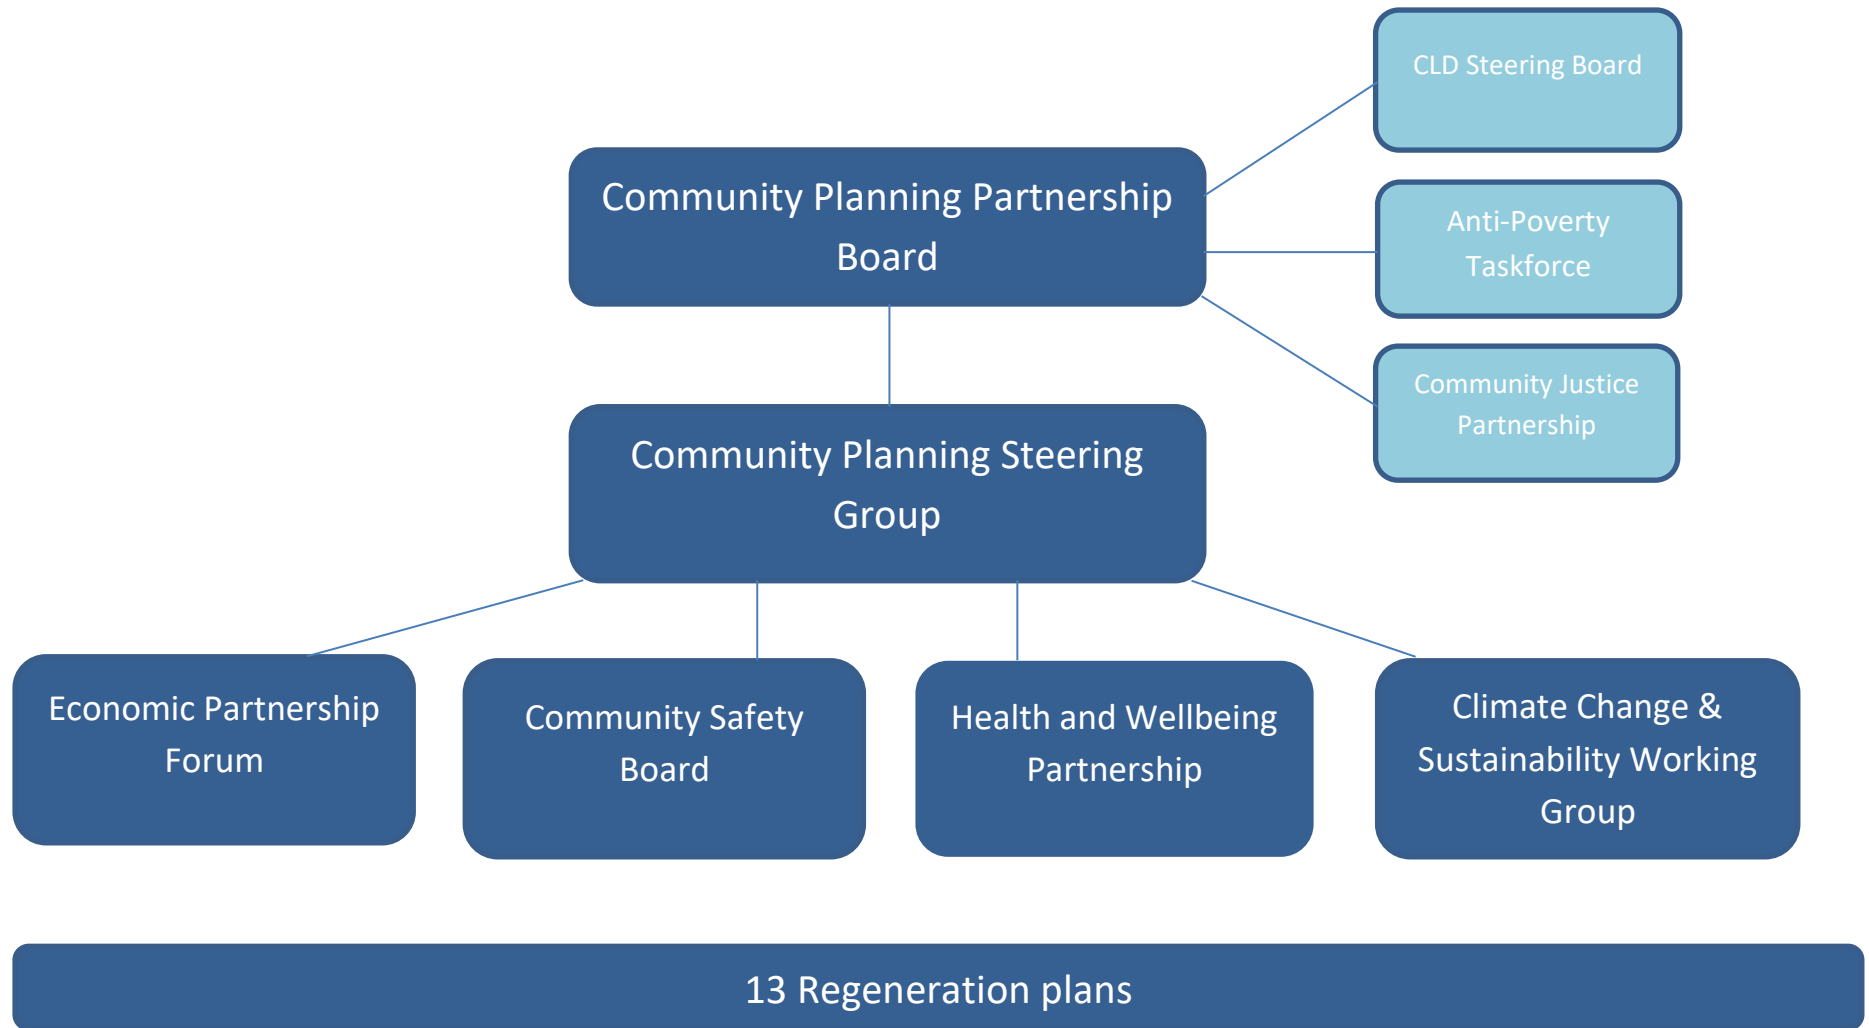 CLD Steering Board
Community Planning Partnership
Board
Anti-Poverty
Taskforce
Community Justice
Partnership
Community Planning Steering
Group
Economic Partnership
Forum
Community Safety
Board
Health and Wellbeing
Partnership
Climate Change &
Sustainability Working
Group
13 Regeneration plans